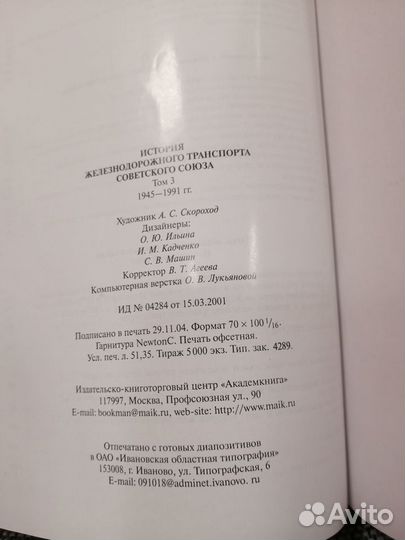 ИСТОРИЯ
ЖЕЛЕЗНОДОРОЖНОГО ТРАНСПОРТА
СОВЕТСКОГО СОЮЗА
Том 3
1945—1991 гг.
Художник А. С. Скороход
Дизайнеры:
О. Ю. Ильина
И. М. Кадченко
С. В. Машин
Корректор В. Т. Агеева
Компьютерная верстка О. В. Лукьяновой
ИД № 04284 от 15.03.2001
Подписано в печать 29.11.04. Формат 70 × 100 1/16.
Гарнитура NewtonC. Печать офсетная.
Усл. печ. л. 51,35. Тираж 5 000 экз. Тип. зак. 4289.
Издательско-книготорговый центр «Академкнига»
117997, Москва, Профсоюзная ул., 90
E-mail: bookman@maik.ru, web-site: http://www.maik.ru
Отпечатано с готовых диапозитивов
в ОАО «Ивановская областная типография»
153008, г. Иваново, ул. Типографская, 6
E-mail: 091018@adminet.ivanovo. ru
Avito